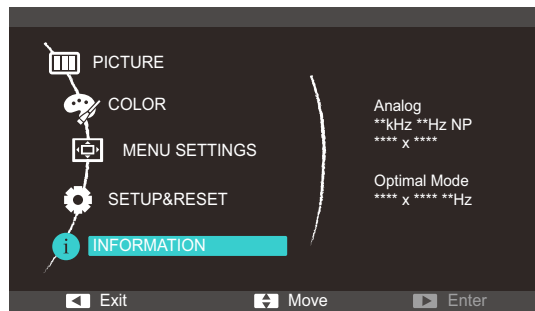 PICTURE
COLOR
MENU SETTINGS
SETUP&RESET
i INFORMATION
Analog
**kHz **Hz NP
**** x ****
Optimal Mode
**** x **** **Hz
Exit
Move
Enter